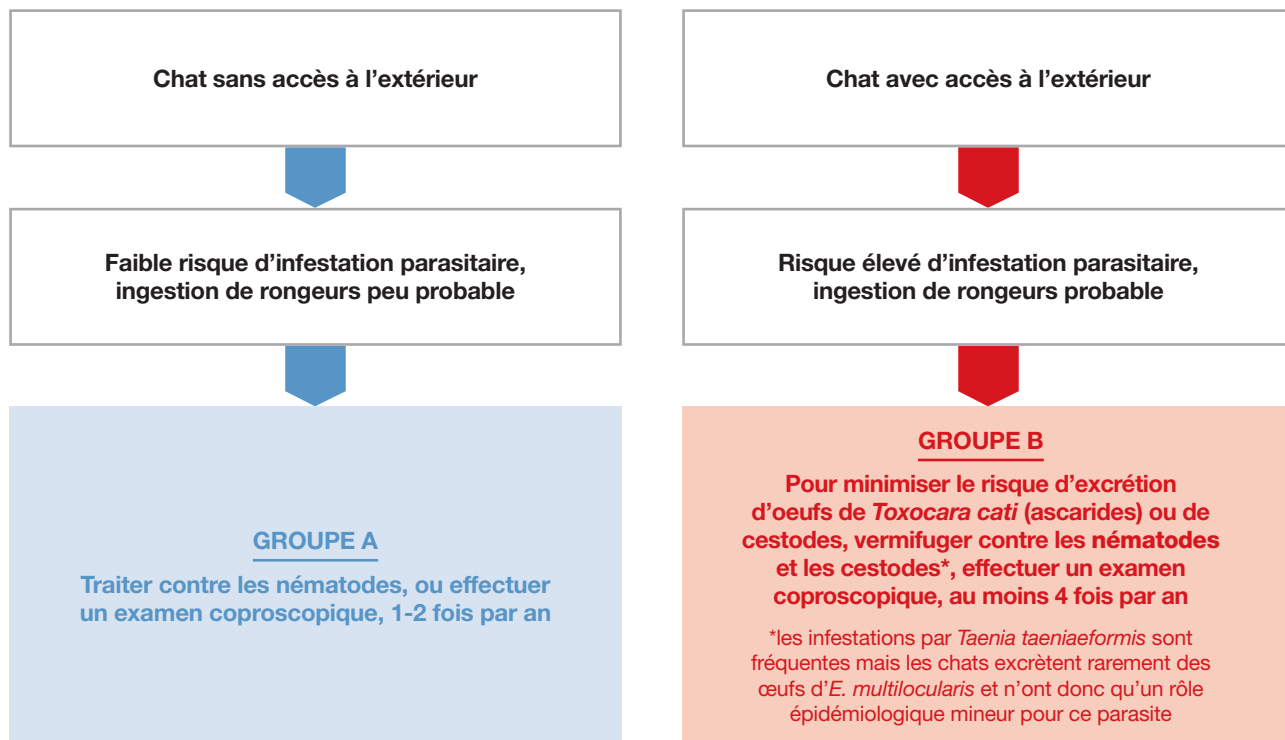 Chat sans accès à l'extérieur
Faible risque d'infestation parasitaire,
ingestion de rongeurs peu probable
GROUPE A
Traiter contre les nématodes, ou effectuer
un examen coproscopique, 1-2 fois par an
Chat avec accès à l'extérieur
Risque élevé d'infestation parasitaire,
ingestion de rongeurs probable
GROUPE B
Pour minimiser le risque d'excrétion
d'oeufs de Toxocara cati (ascarides) ou de
cestodes, vermifuger contre les nématodes
et les cestodes*, effectuer un examen
coproscopique, au moins 4 fois par an
*les infestations par Taenia taeniaeformis sont
fréquentes mais les chats excrètent rarement des
œufs d'E. multilocularis et n'ont donc qu'un rôle
épidémiologique mineur pour ce parasite